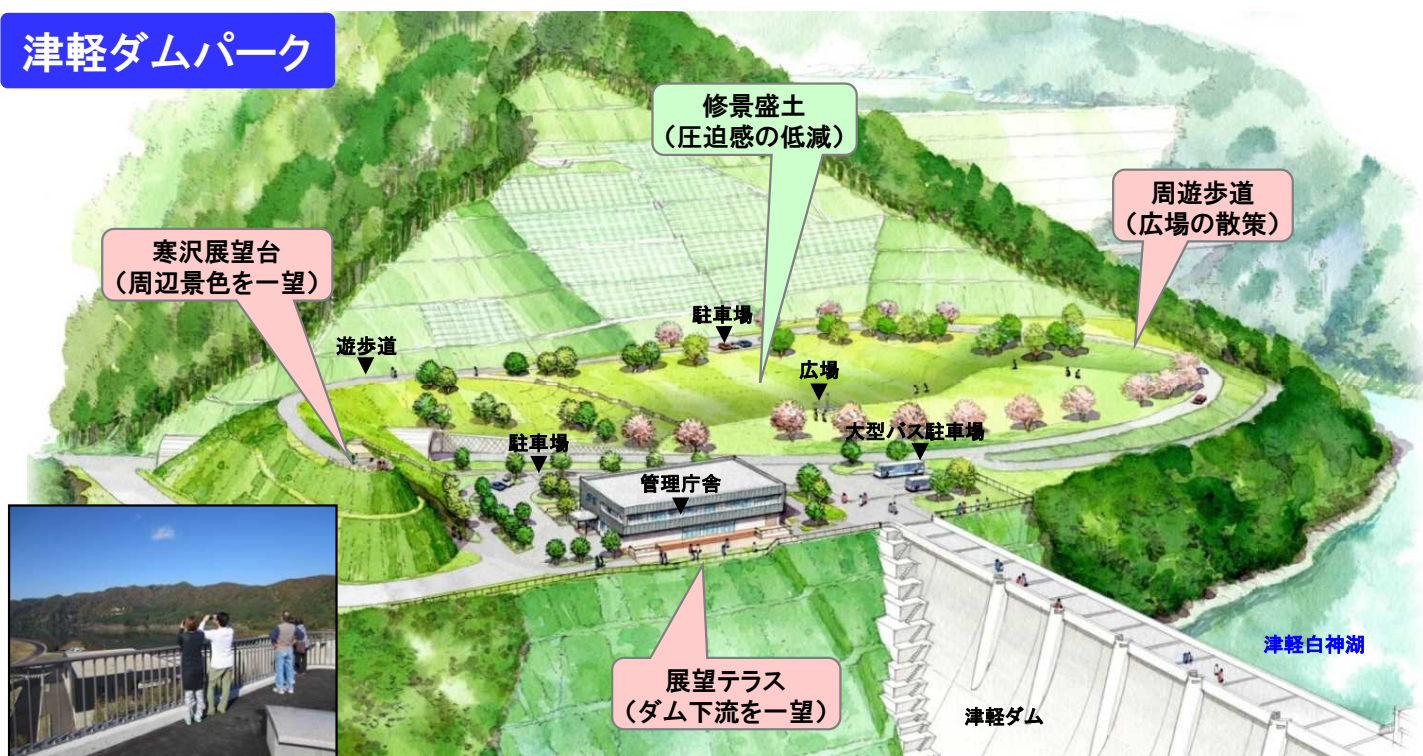 津軽ダムパーク
修景盛土
（圧迫感の低減）
周遊歩道
（広場の散策）
寒沢展望台
（周辺景色を一望）
駐車場
遊歩道
広場
駐車場
大型バス駐車場
管理庁舎
津軽白神湖
展望テラス
（ダム下流を一望）
津軽ダム